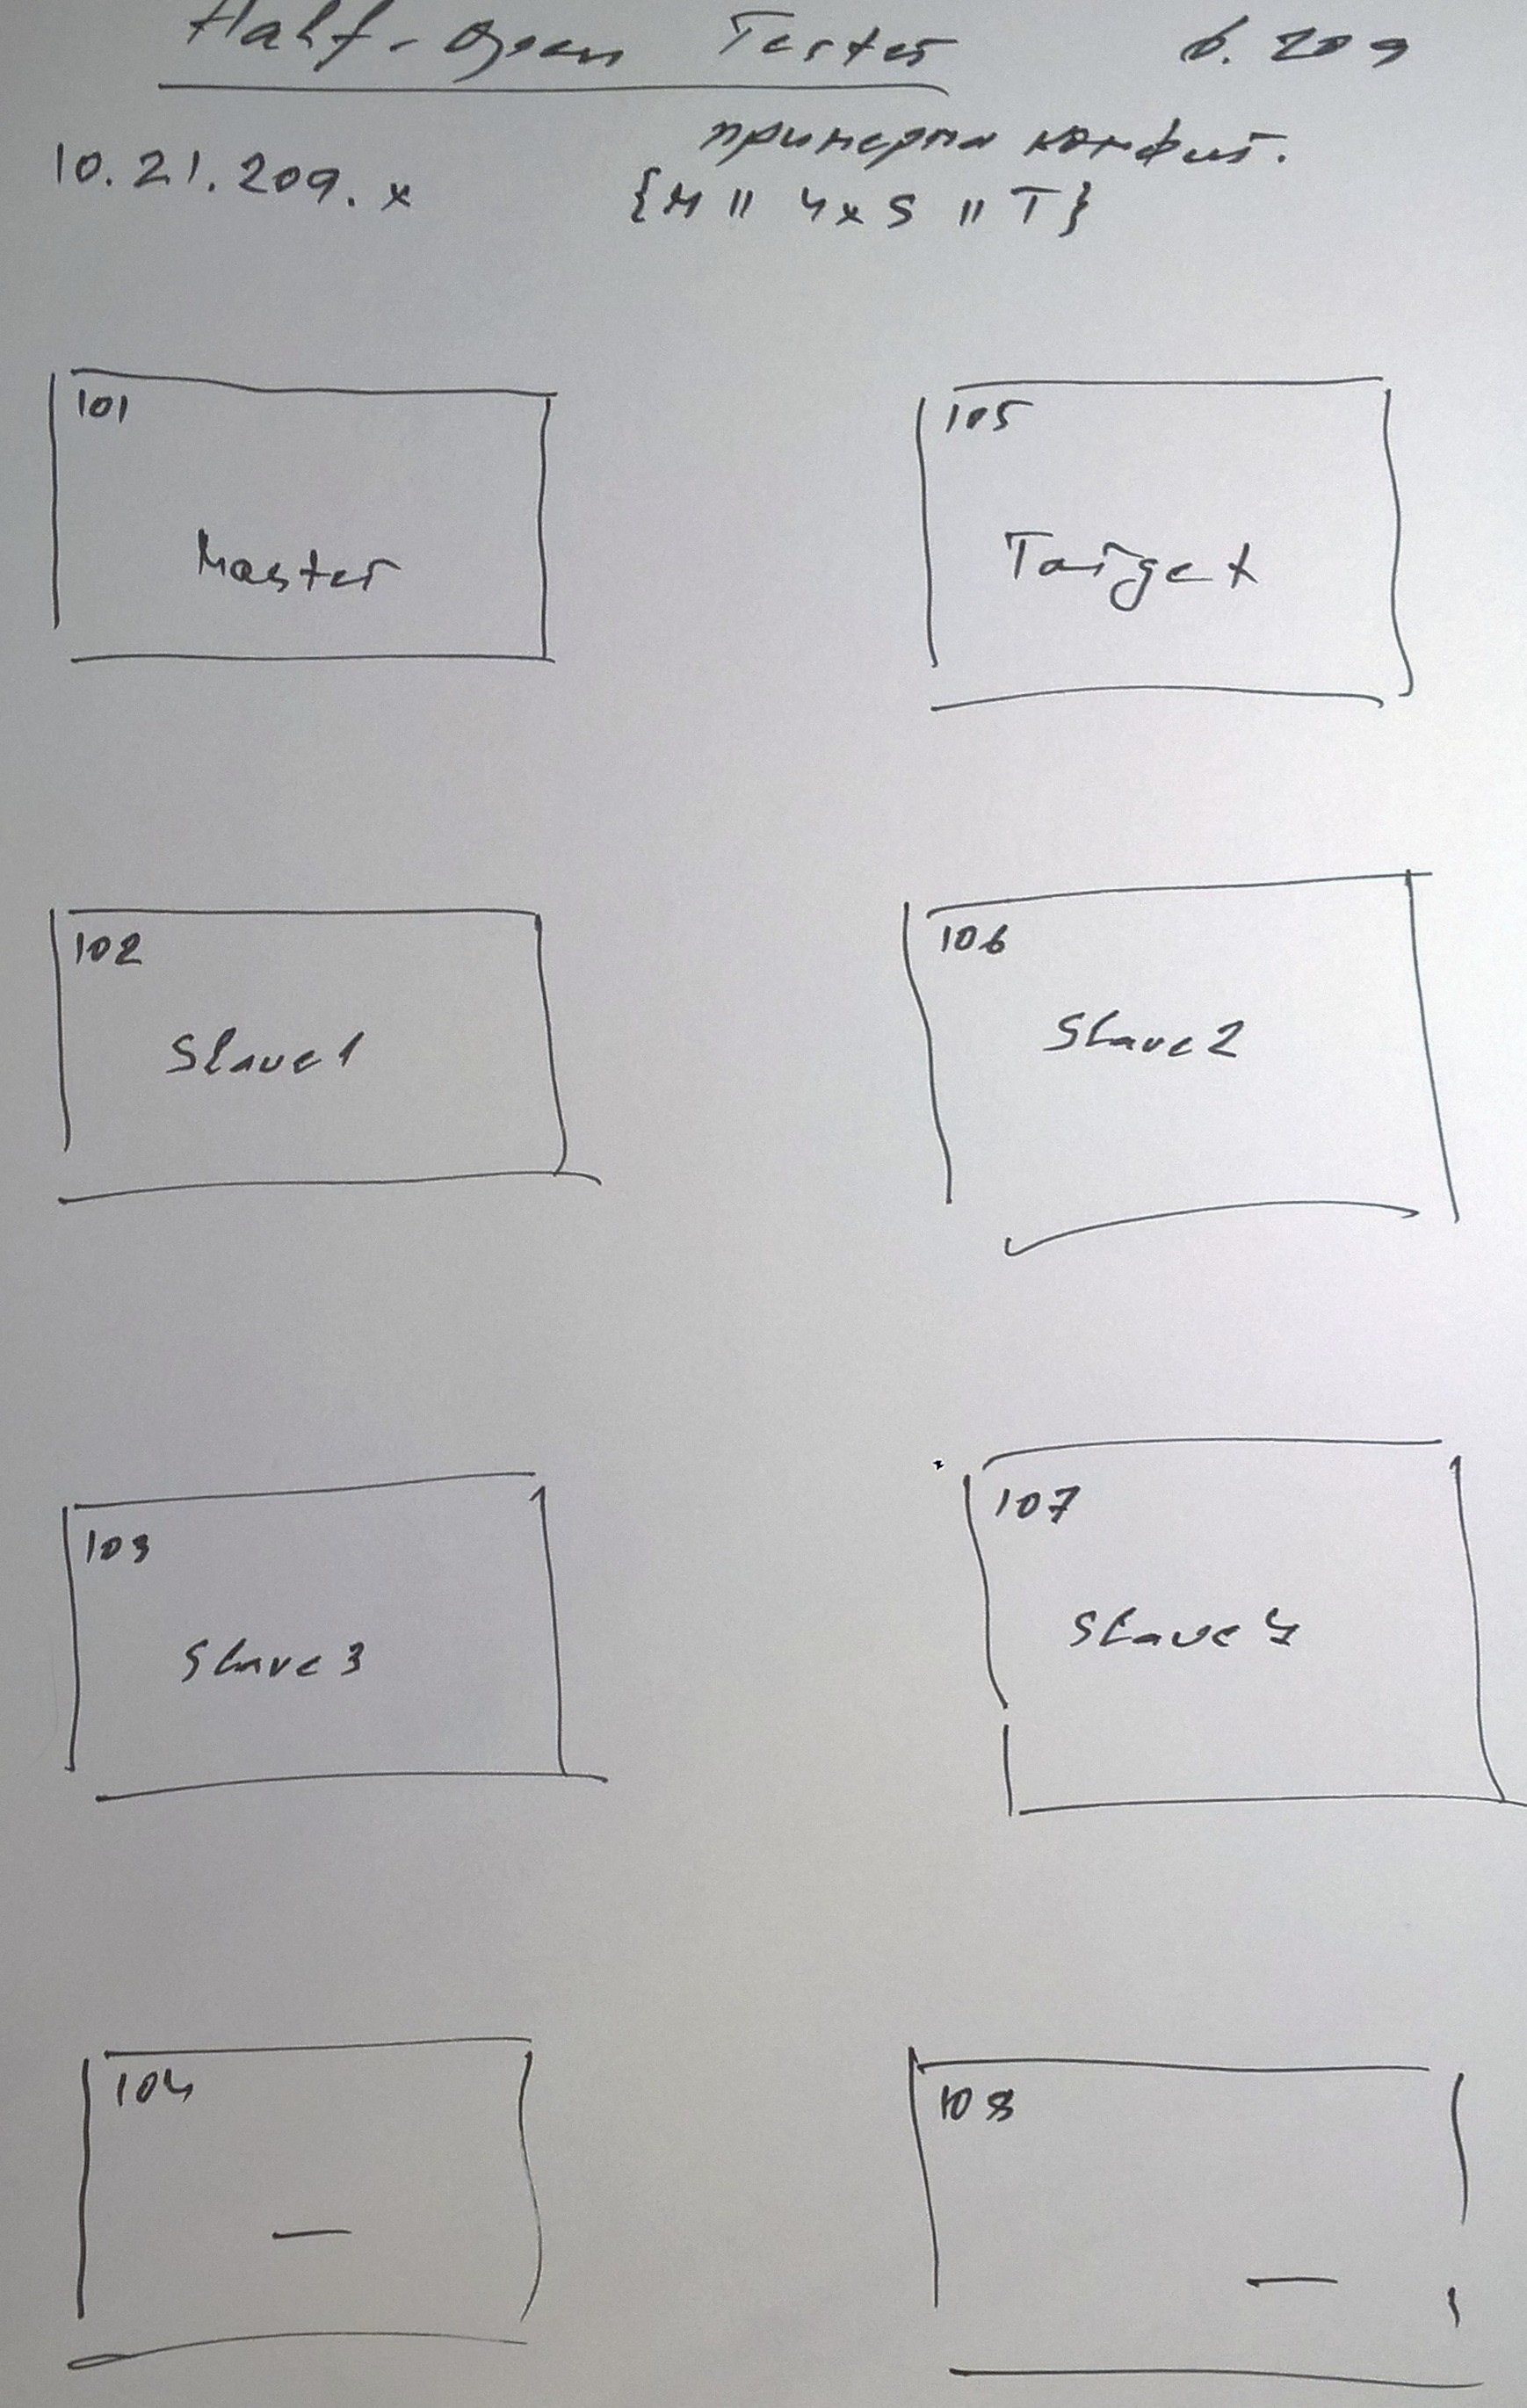 Half-open Tester б. 209
примерна конфиг.
10.21.209.x {M || 4xS || T}
101
Master
105
Target
102
Slave1
106
Slave2
103
Slave3
107
Slave4
104
—
108
—